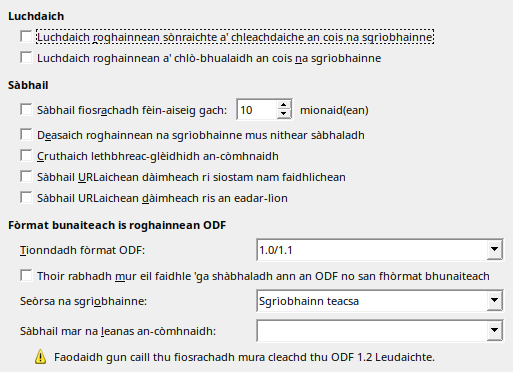 Luchdaich
Luchdaich roghainnean sònraichte a' chleachdaiche an cois na sgrìobhainne
Luchdaich roghainnean a' chlò-bhualaidh an cois na sgrìobhainne
Sàbhail
Sàbhail fiosrachadh fèin-aiseig gach: 10 mionaid(ean)
Deasaich roghainnean na sgrìobhainne mus nithear sàbhaladh
Cruthaich lethbhreac-glèidhidh an-còmhnaidh
Sàbhail URLaichean dàimheach ri siostam nam faidhlichean
Sàbhail URLaichean dàimheach ris an eadar-lìon
Fòrmat bunaiteach is roghainnean ODF
Tionndadh fòrmat ODF: 1.0/1.1
Thoir rabhadh mur eil faidhle 'ga shàbhaladh ann an ODF no san fhòrmat bhunaiteach
Seòrsa na sgrìobhainne: Sgrìobhainn teacsa
Sàbhail mar na leanas an-còmhnaidh:
Faodaidh gun caill thu fiosrachadh mura cleachd thu ODF 1.2 Leudaichte.